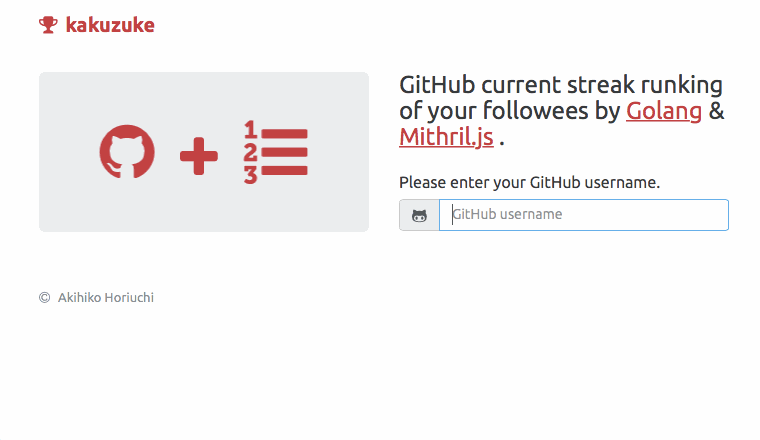 kakuzuke
1
2
3
GitHub current streak runking
of your followees by Golang &
Mithril.js .
Please enter your GitHub username.
GitHub username
© Akihiko Horiuchi